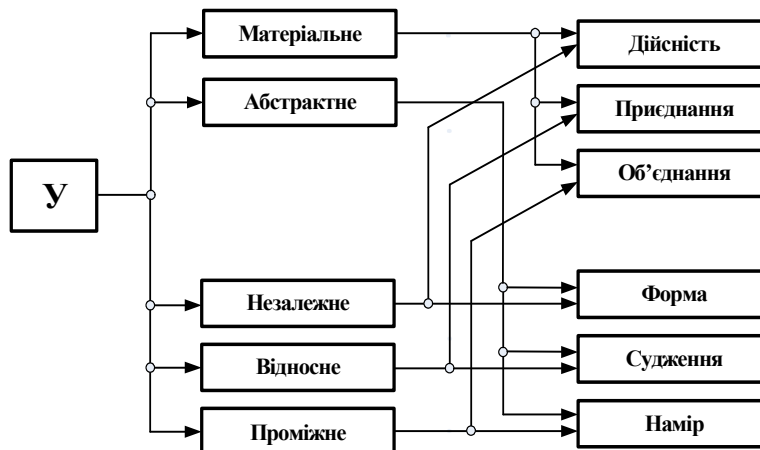 Матеріальне
Дійсність
Абстрактне
Приєднання
Об’єднання
У
Незалежне
Форма
Відносне
Судження
Проміжне
Намір